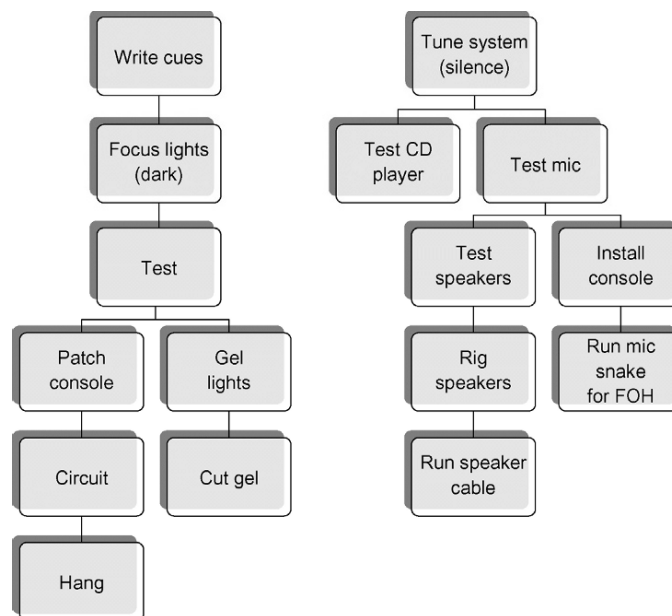 Write cues
Focus lights
(dark)
Test
Patch
console
Gel
lights
Circuit
Cut gel
Hang
Tune system
(silence)
Test CD
player
Test mic
Test
speakers
Install
console
Rig
speakers
Run mic
snake
for FOH
Run speaker
cable